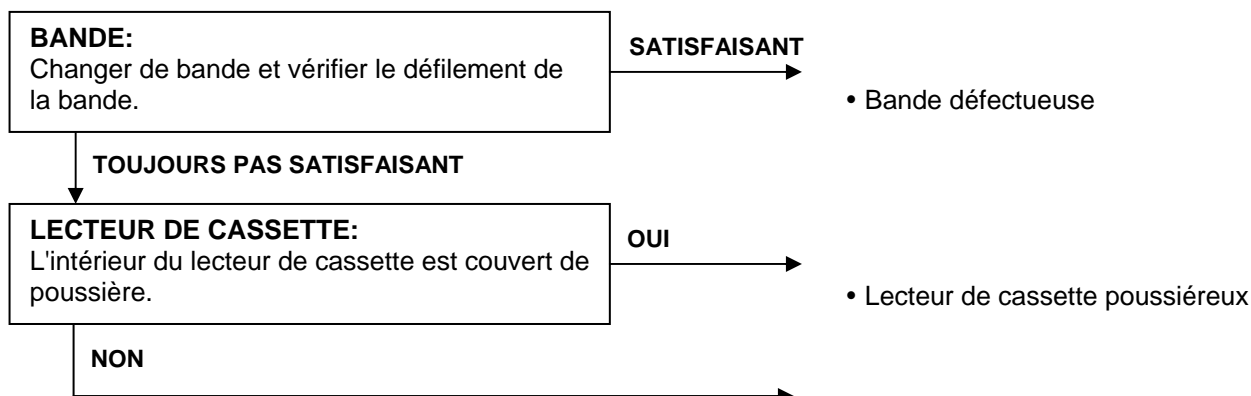 BANDE:
Changer de bande et vérifier le défilement de
la bande.
SATISFAISANT
• Bande défectueuse
TOUJOURS PAS SATISFAISANT
LECTEUR DE CASSETTE:
L'intérieur du lecteur de cassette est couvert de
poussière.
OUI
• Lecteur de cassette poussiéreux
NON